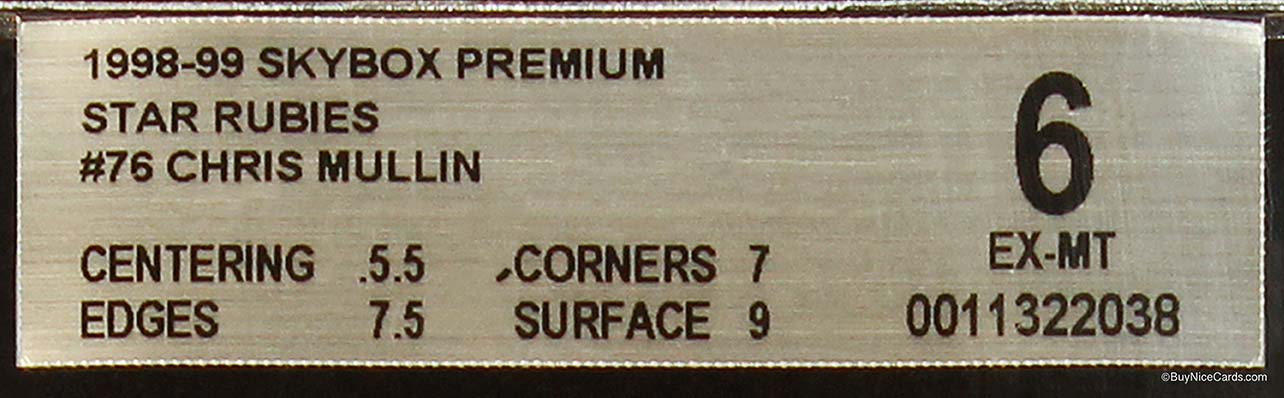 1998-99 SKYBOX PREMIUM
STAR RUBIES
#76 CHRIS MULLIN
6
EX-MT
CENTERING 5.5 CORNERS 7
EDGES 7.5 SURFACE 9
0011322038
©BuyNiceCards.com